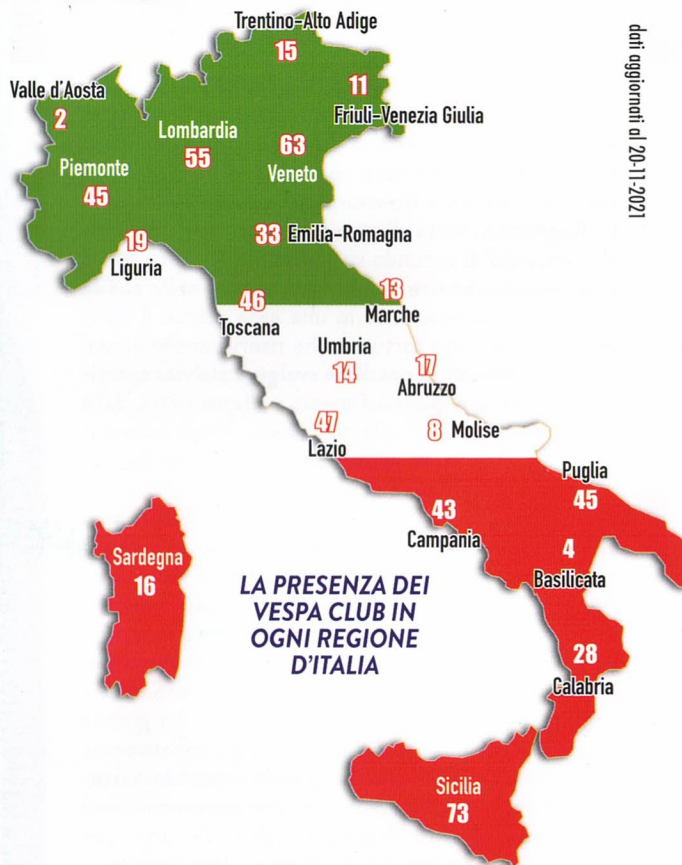 Trentino-Alto Adige
15
Valle d'Aosta
2
11
Friuli-Venezia Giulia
Lombardia
55
63
Veneto
Piemonte
45
19
Liguria
33 Emilia-Romagna
13
Marche
46
Toscana
Umbria
14
17
Abruzzo
47
Lazio
8 Molise
Puglia
45
43
Campania
4
Basilicata
Sardegna
16
28
Calabria
Sicilia
73
LA PRESENZA DEI
VESPA CLUB IN
OGNI REGIONE
D'ITALIA
dati aggiornati al 20-11-2021